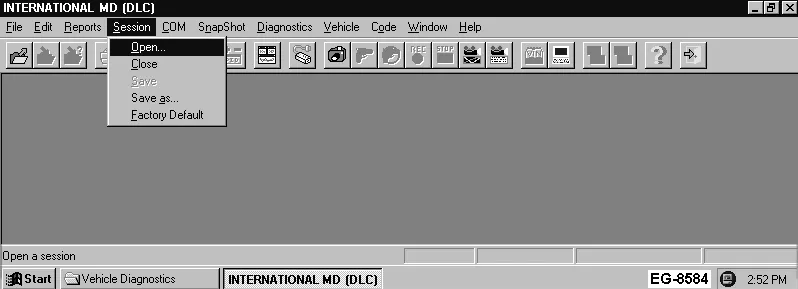 INTERNATIONAL MD (DLC)
File Edit Reports Session COM SnapShot Diagnostics Vehicle Code Window Help
REC STOP VIN
Open...
Close
Save
Save as...
Factory Default
Open a session
Start Vehicle Diagnostics INTERNATIONAL MD (DLC) EG-8584 2:52 PM